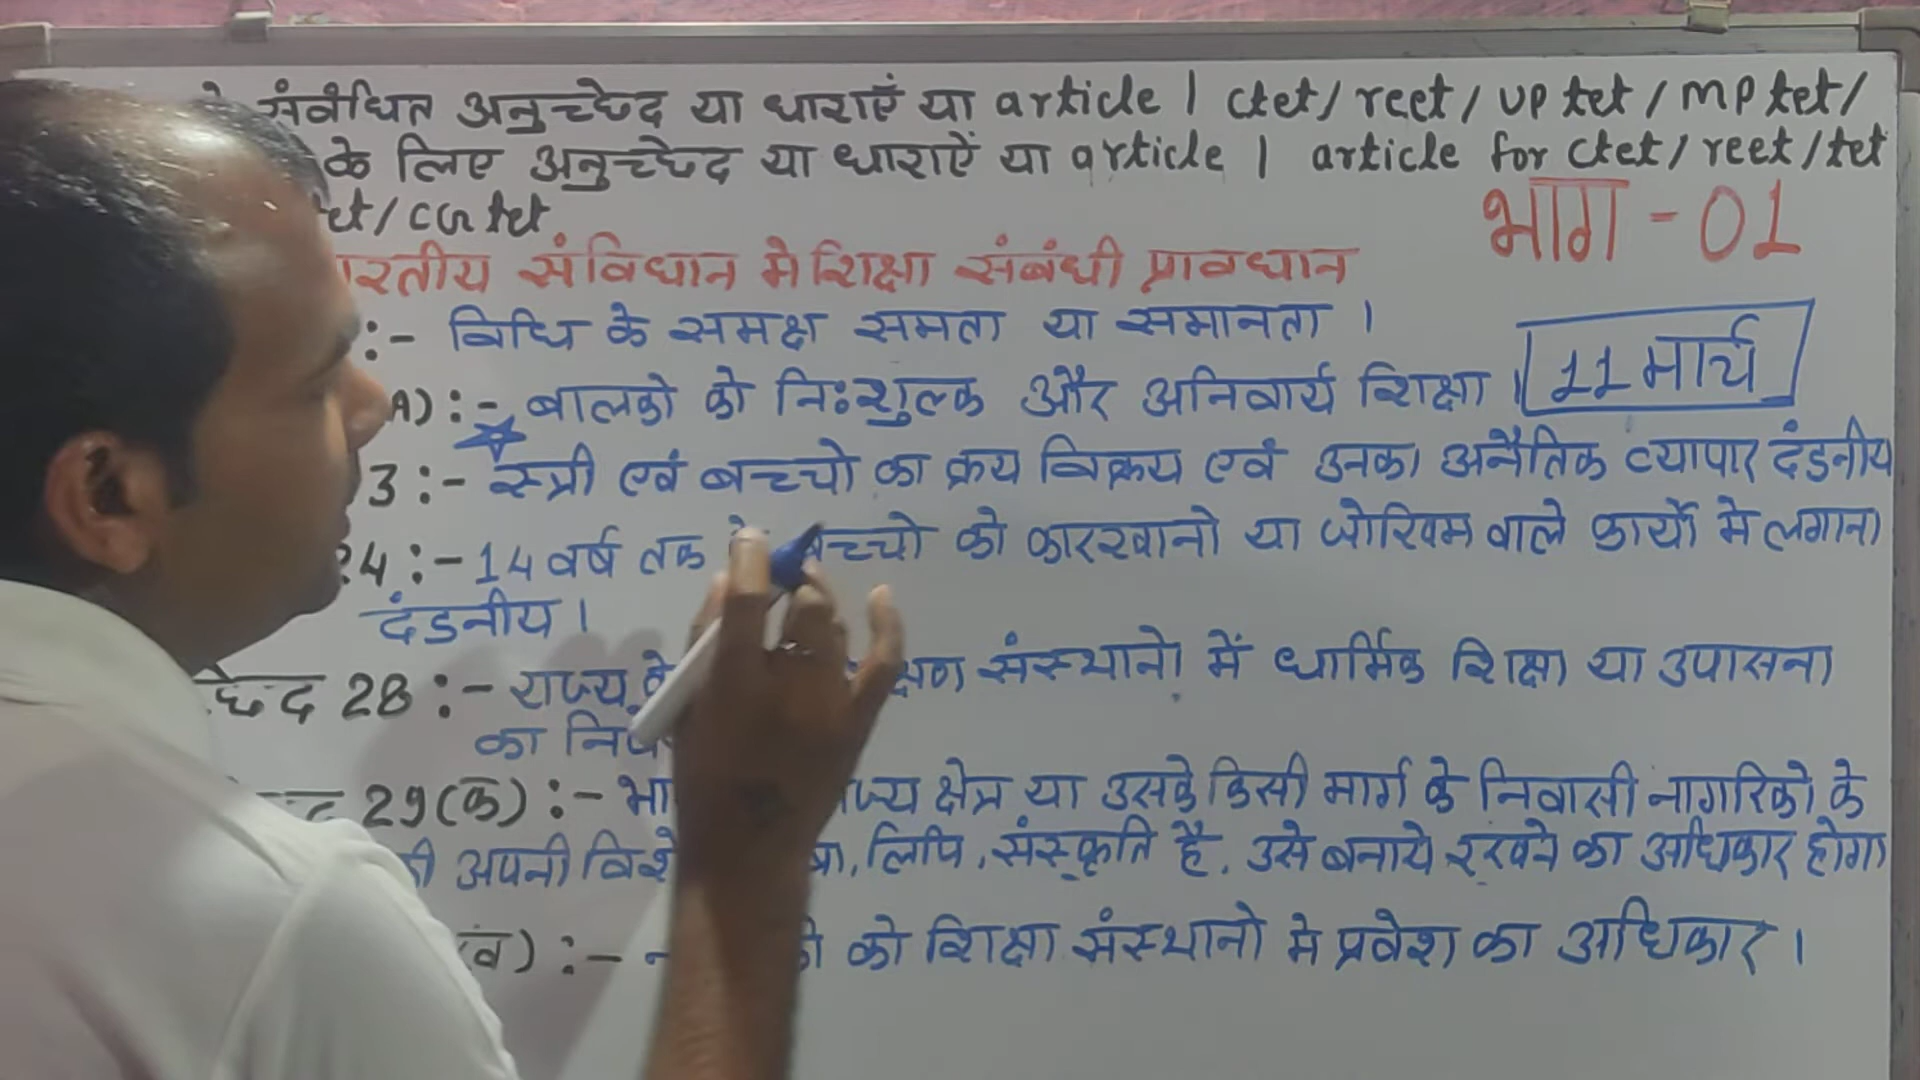 संबंधित अनुच्छेद या धाराएँ या article | ctet/ reet / UP tet / MP tet /
के लिए अनुच्छेद या धाराऐं या article | article for ctet/ reet / tet
et/ CG tet
भाग - 01
रतीय संविधान मे शिक्षा संबंधी प्रावधान
:- विधि के समक्ष समता या समानता ।
11 मार्च
A) :- बालको को निःशुल्क और अनिवार्य शिक्षा ।
3 :- स्त्री एवं बच्चो का क्रय विक्रय एवं उनका अनैतिक व्यापार दंडनीय
24 :- 14 वर्ष तक के बच्चो को कारखानो या जोखिम वाले कार्यों मे लगाना
दंडनीय ।
च्छेद 28 :- राज्य संस्थानो में धार्मिक शिक्षा या उपासना
का
29 (क) :- क्षेत्र या उसके किसी मार्ग के निवासी नागरिको के
अपनी लिपि, संस्कृति है, उसे बनाये रखने का अधिकार होगा
:- को शिक्षा संस्थानो मे प्रवेश का अधिकार ।